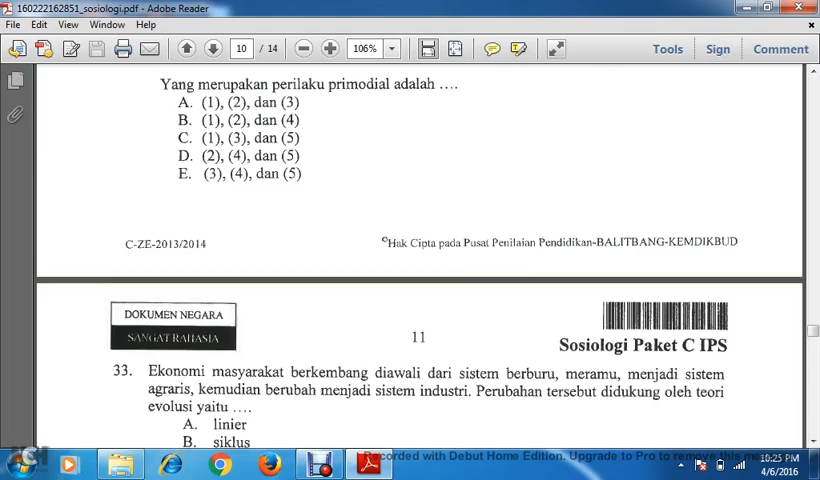 160222162851_sosiologi.pdf - Adobe Reader
File Edit View Window Help
10 / 14 106% Tools Sign Comment
Yang merupakan perilaku primodial adalah ....
A. (1), (2), dan (3)
B. (1), (2), dan (4)
C. (1), (3), dan (5)
D. (2), (4), dan (5)
E. (3), (4), dan (5)
C-ZE-2013/2014 ©Hak Cipta pada Pusat Penilaian Pendidikan-BALITBANG-KEMDIKBUD
DOKUMEN NEGARA
SANGAT RAHASIA
11
Sosiologi Paket C IPS
33. Ekonomi masyarakat berkembang diawali dari sistem berburu, meramu, menjadi sistem
agraris, kemudian berubah menjadi sistem industri. Perubahan tersebut didukung oleh teori
evolusi yaitu ....
A. linier
B. siklus
Recorded with Debut Home Edition. Upgrade to Pro to remove this
10:25 PM
4/6/2016